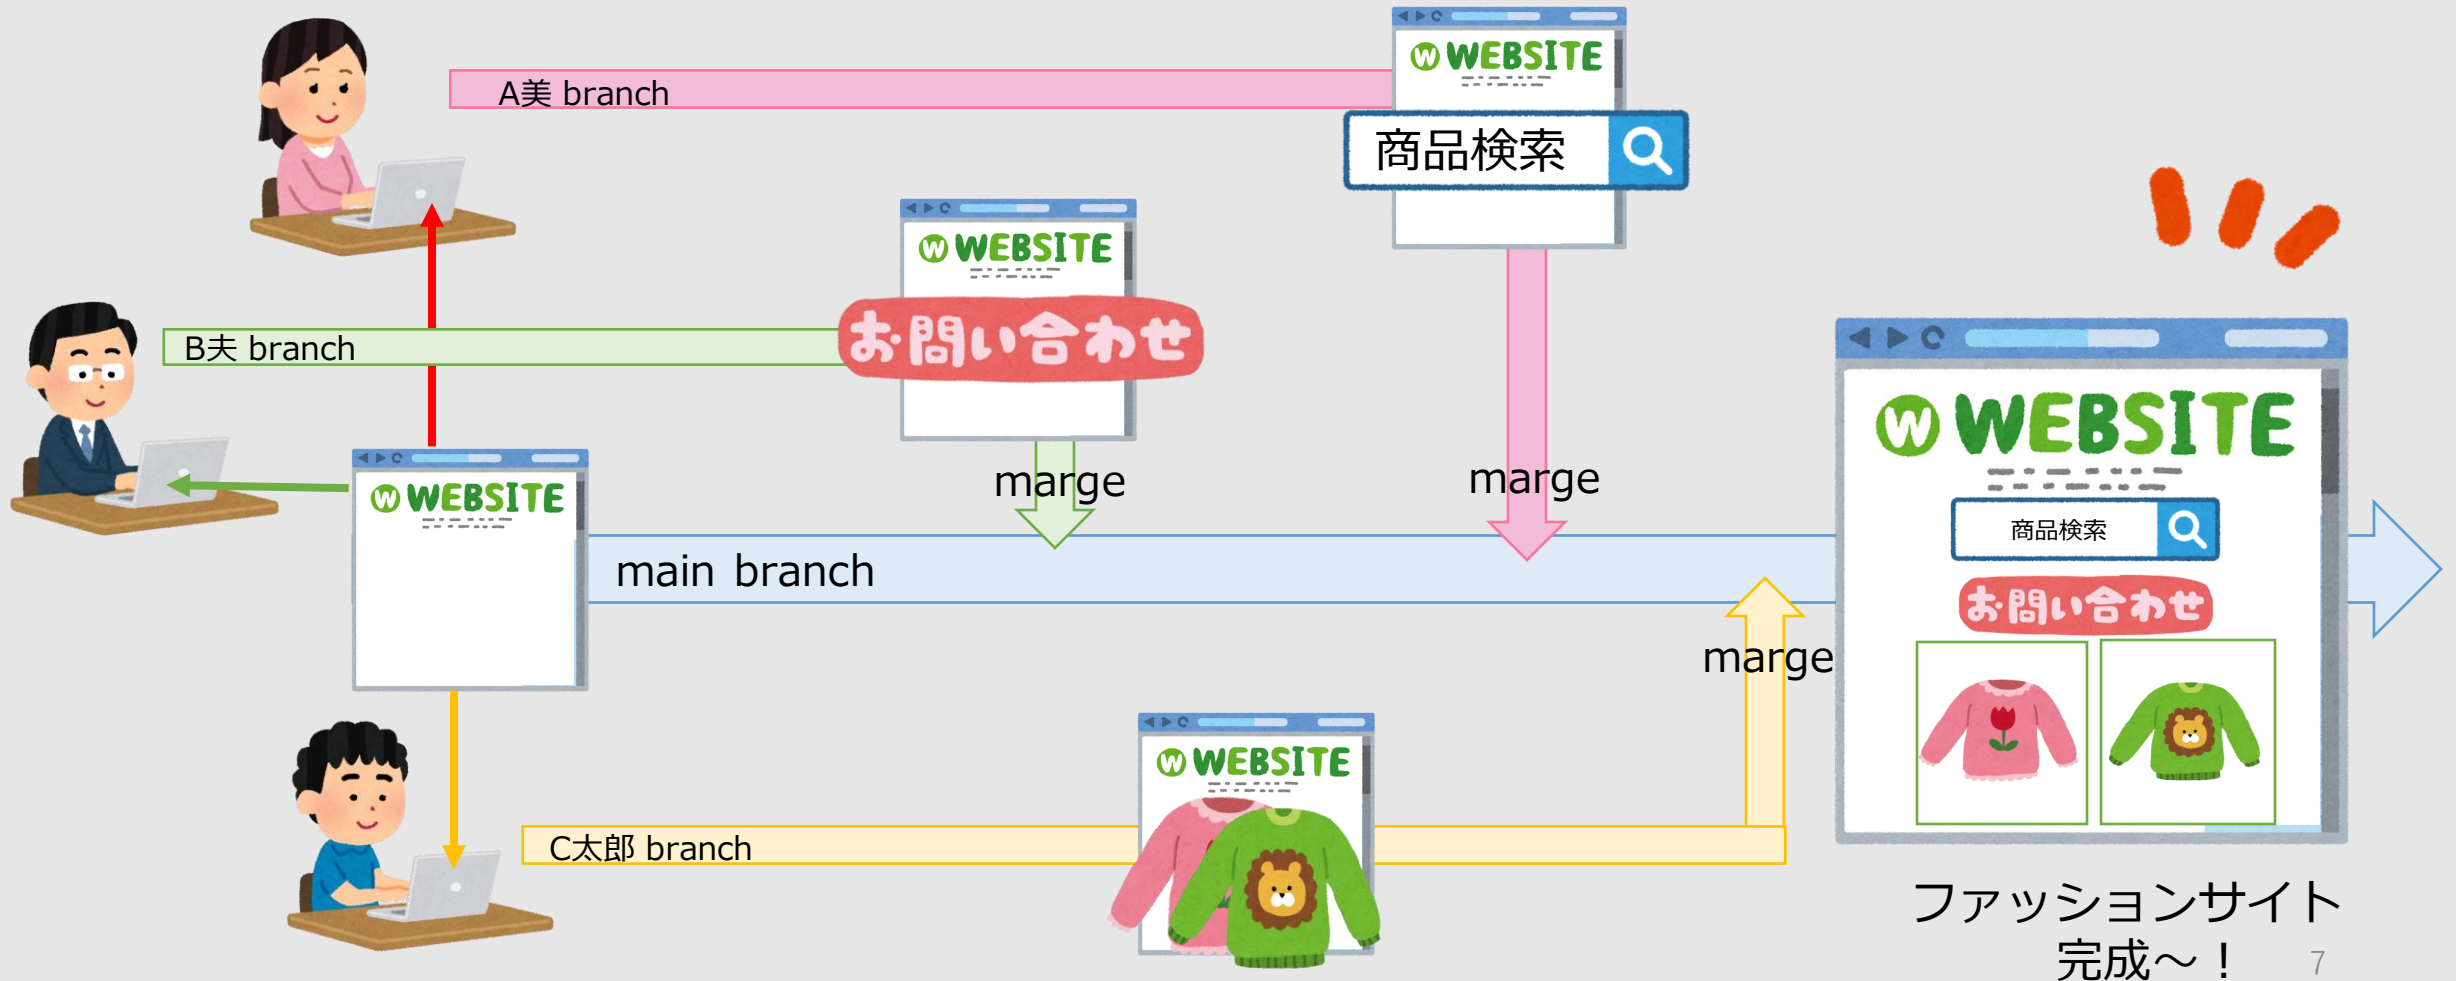 A美 branch
W WEBSITE
商品検索
W WEBSITE
お問い合わせ
B夫 branch
W WEBSITE
marge
marge
main branch
W WEBSITE
商品検索
お問い合わせ
marge
W WEBSITE
C太郎 branch
ファッションサイト
完成～！
7